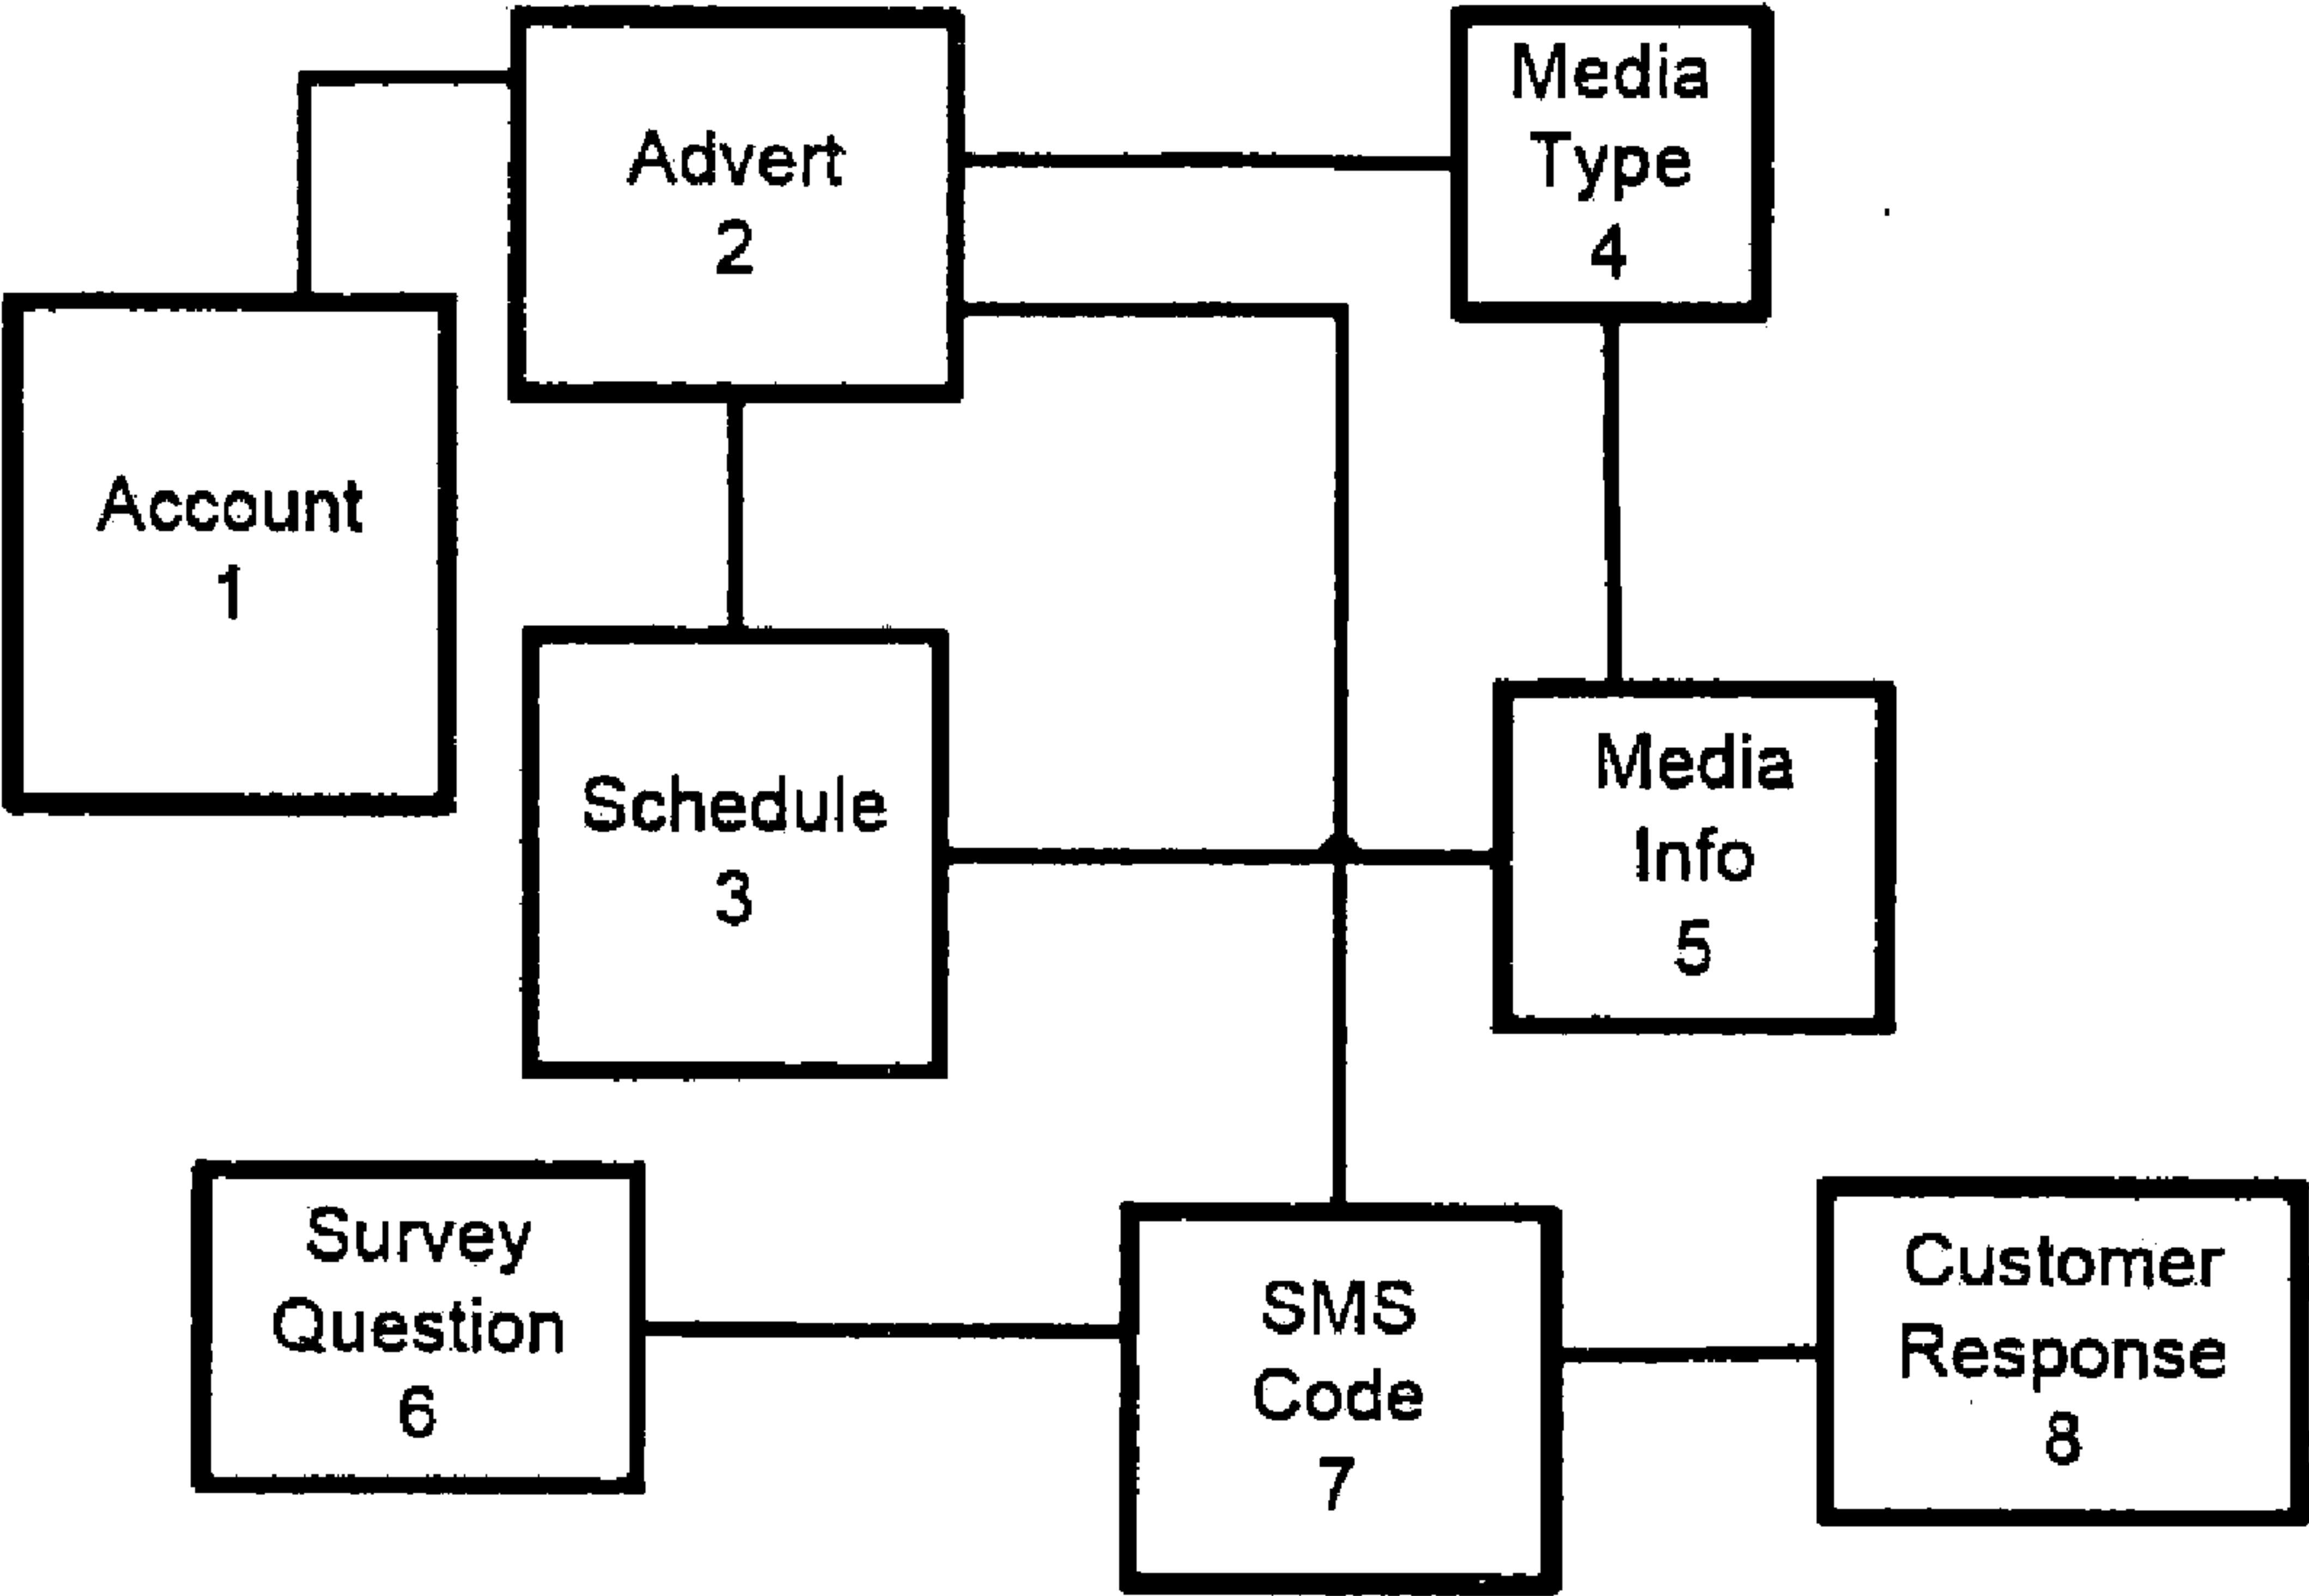 Advert
2
Media
Type
4
Account
1
Schedule
3
Media
Info
5
Survey
Question
6
SMS
Code
7
Customer
Response
8